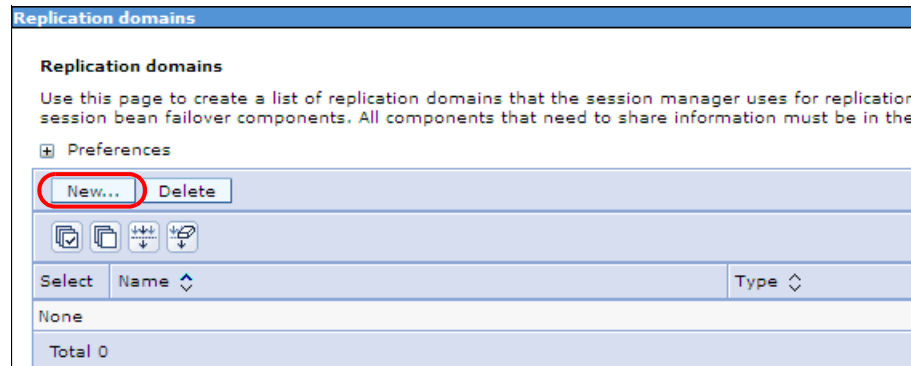 Replication domains
Replication domains
Use this page to create a list of replication domains that the session manager uses for replication
session bean failover components. All components that need to share information must be in the
Preferences
New... Delete
Select Name Type
None
Total 0